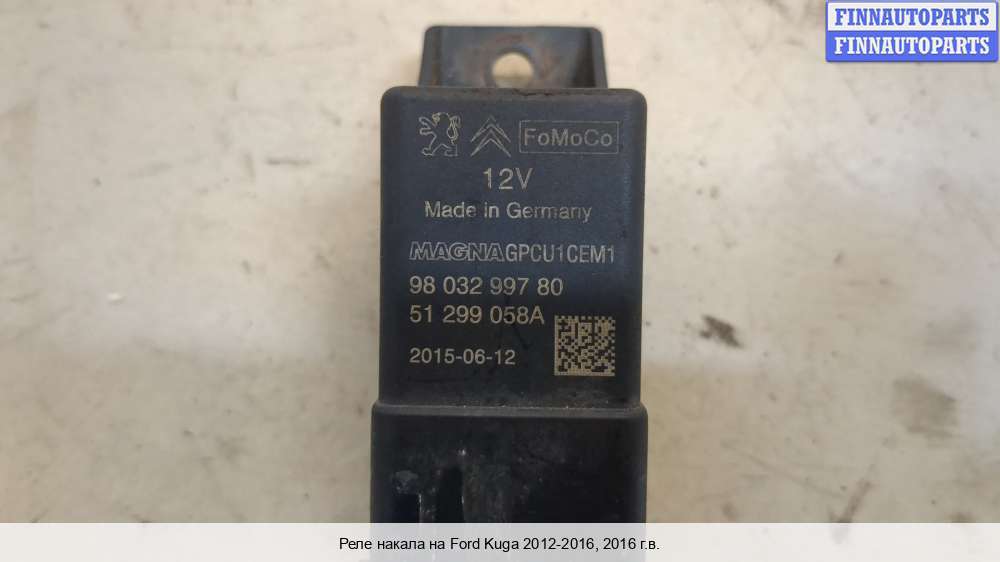 FINNAUTOPARTS
FINNAUTOPARTS
FoMoCo
12V
Made in Germany
MAGNA GPCU1CEM1
98 032 997 80
51 299 058A
2015-06-12
Реле накала на Ford Kuga 2012-2016, 2016 г.в.